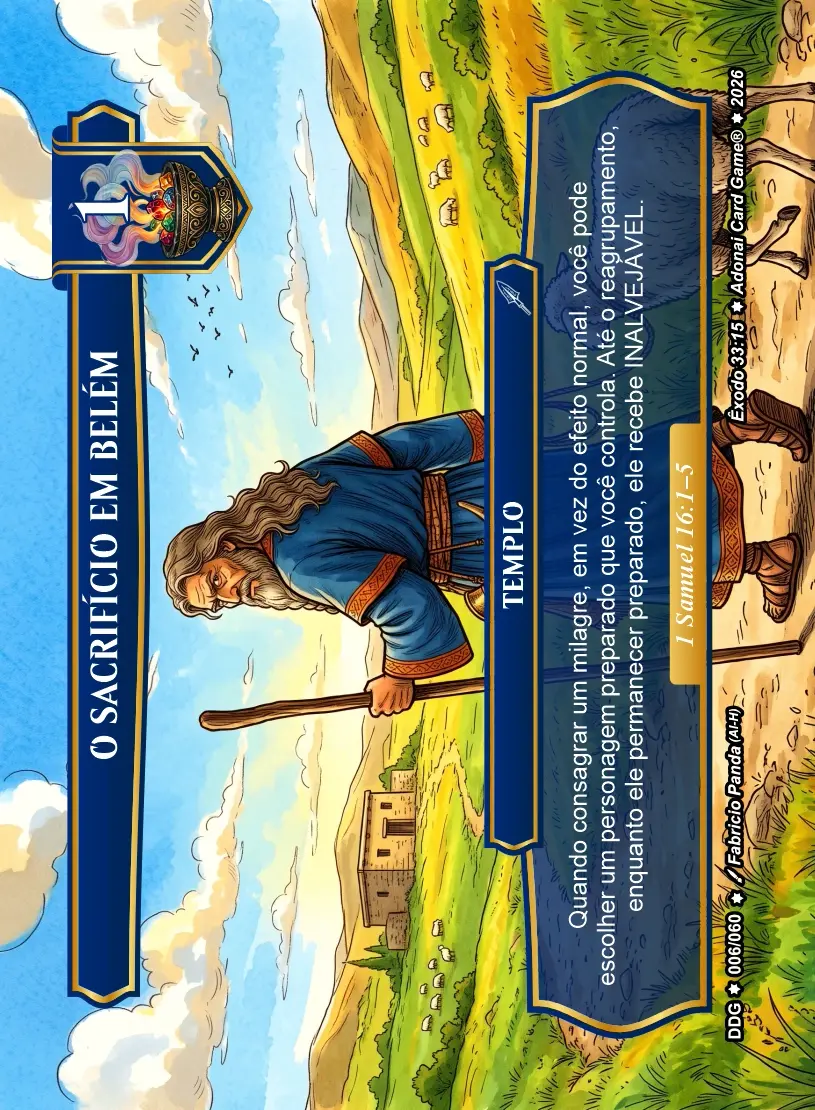 1
O SACRIFÍCIO EM BELÉM
TEMPLO
Quando consagrar um milagre, em vez do efeito normal, você pode
escolher um personagem preparado que você controla. Até o reagrupamento,
enquanto ele permanecer preparado, ele recebe INALVEJÁVEL.
1 Samuel 16:1-5
DDG ✱ 006/060 ✱ Fabricio Panda (AI-H)
Êxodo 33:15 ✱ Adonai Card Game® ✱ 2026